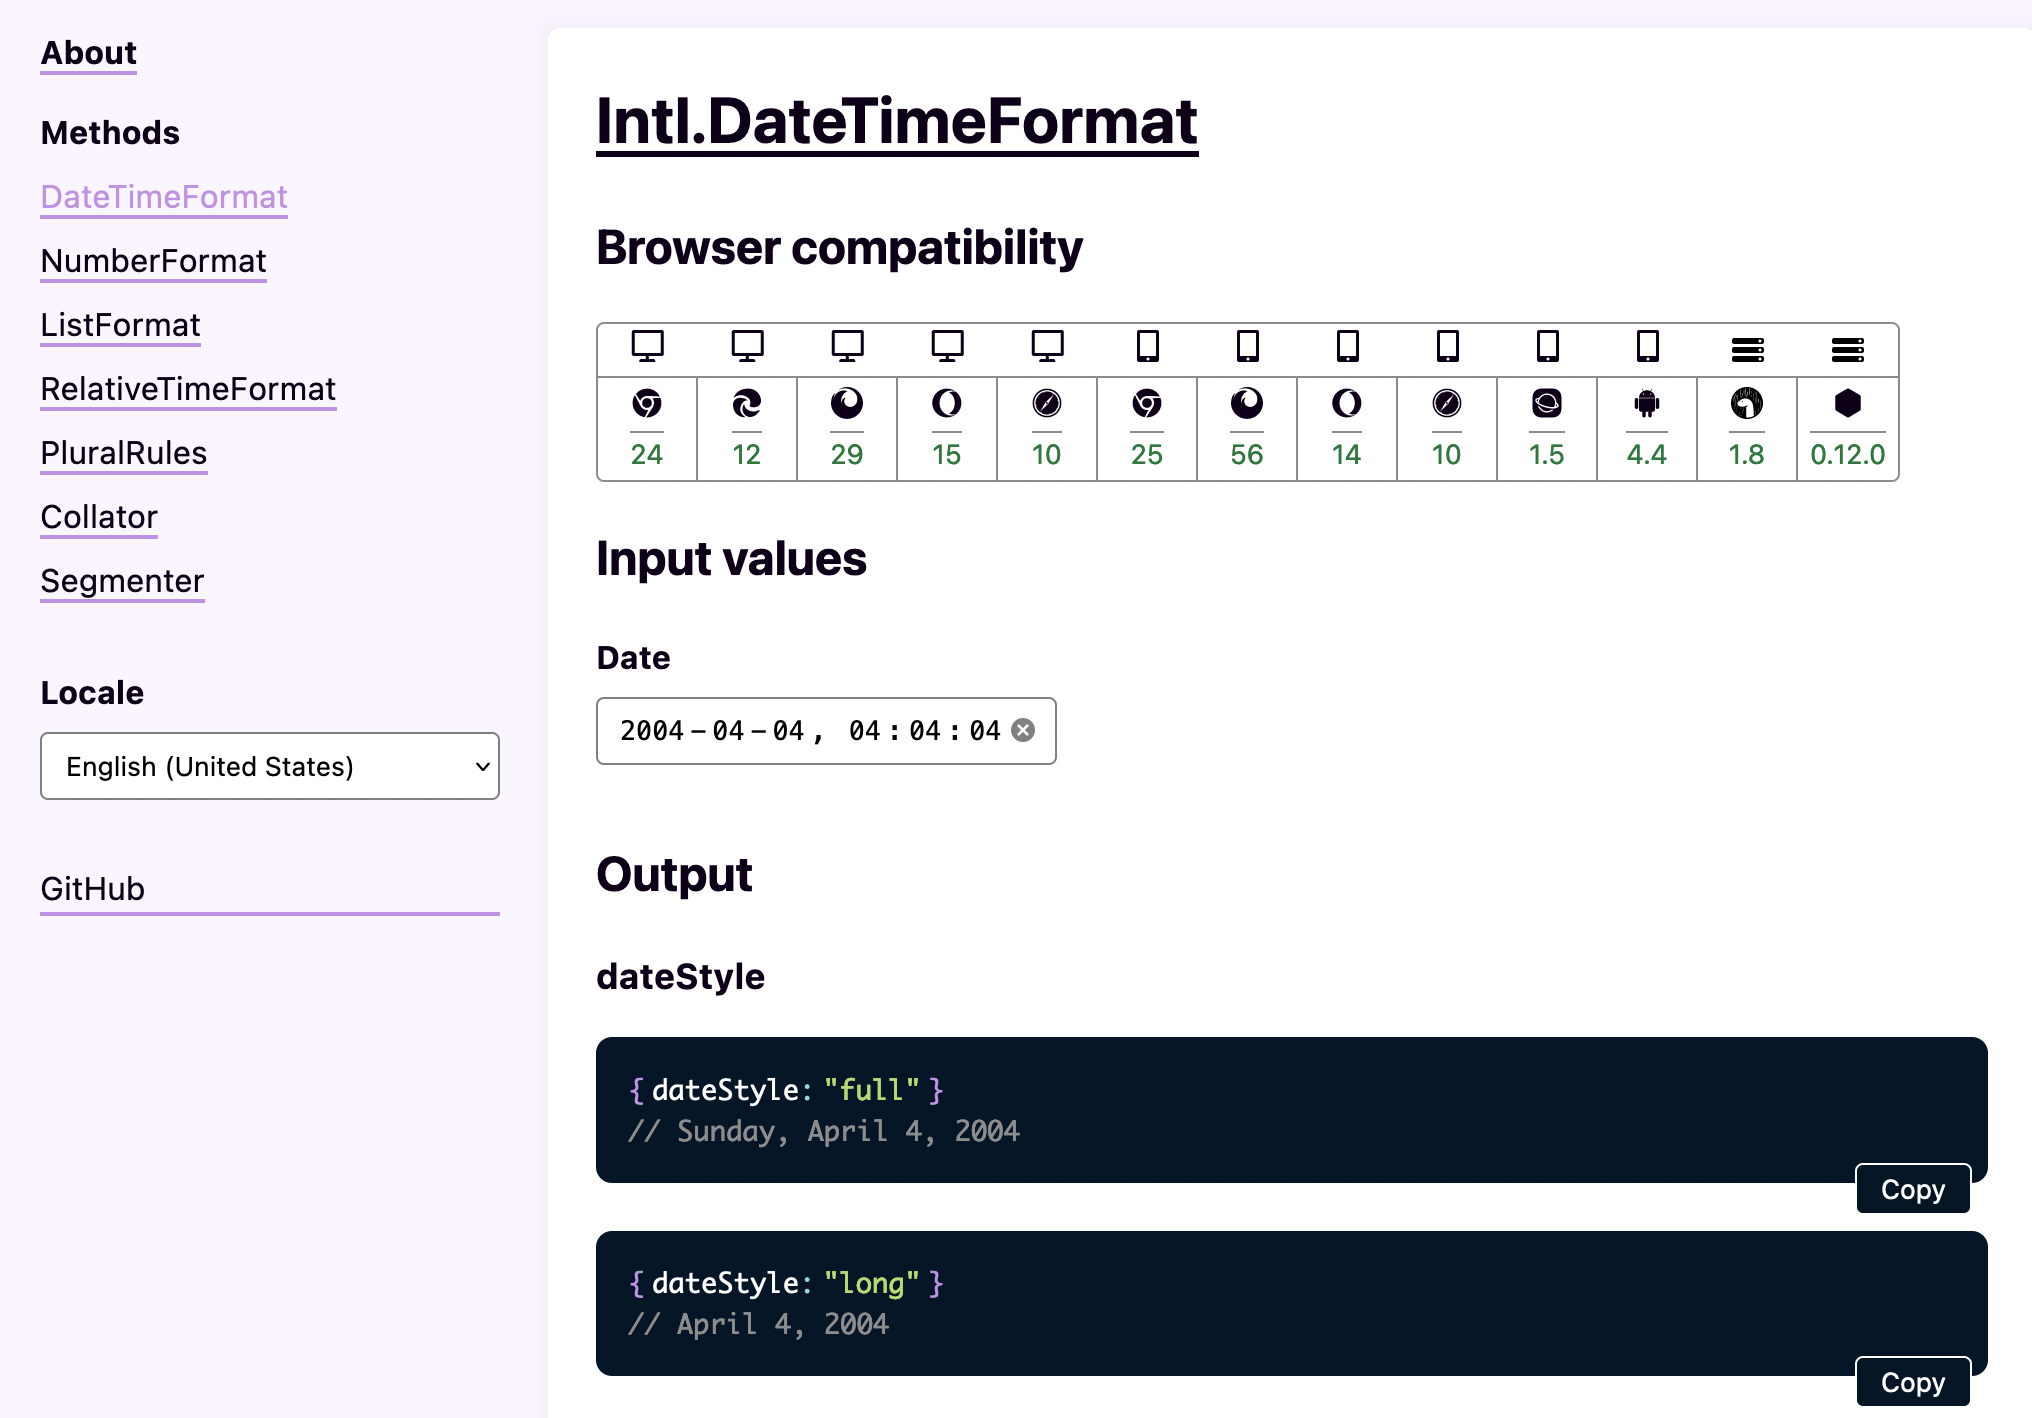 About
Methods
DateTimeFormat
NumberFormat
ListFormat
RelativeTimeFormat
PluralRules
Collator
Segmenter
Locale
English (United States)
GitHub
Intl.DateTimeFormat
Browser compatibility
24 12 29 15 10 25 56 14 10 1.5 4.4 1.8 0.12.0
Input values
Date
2004-04-04, 04:04:04
Output
dateStyle
{ dateStyle: "full" }
// Sunday, April 4, 2004
Copy
{ dateStyle: "long" }
// April 4, 2004
Copy